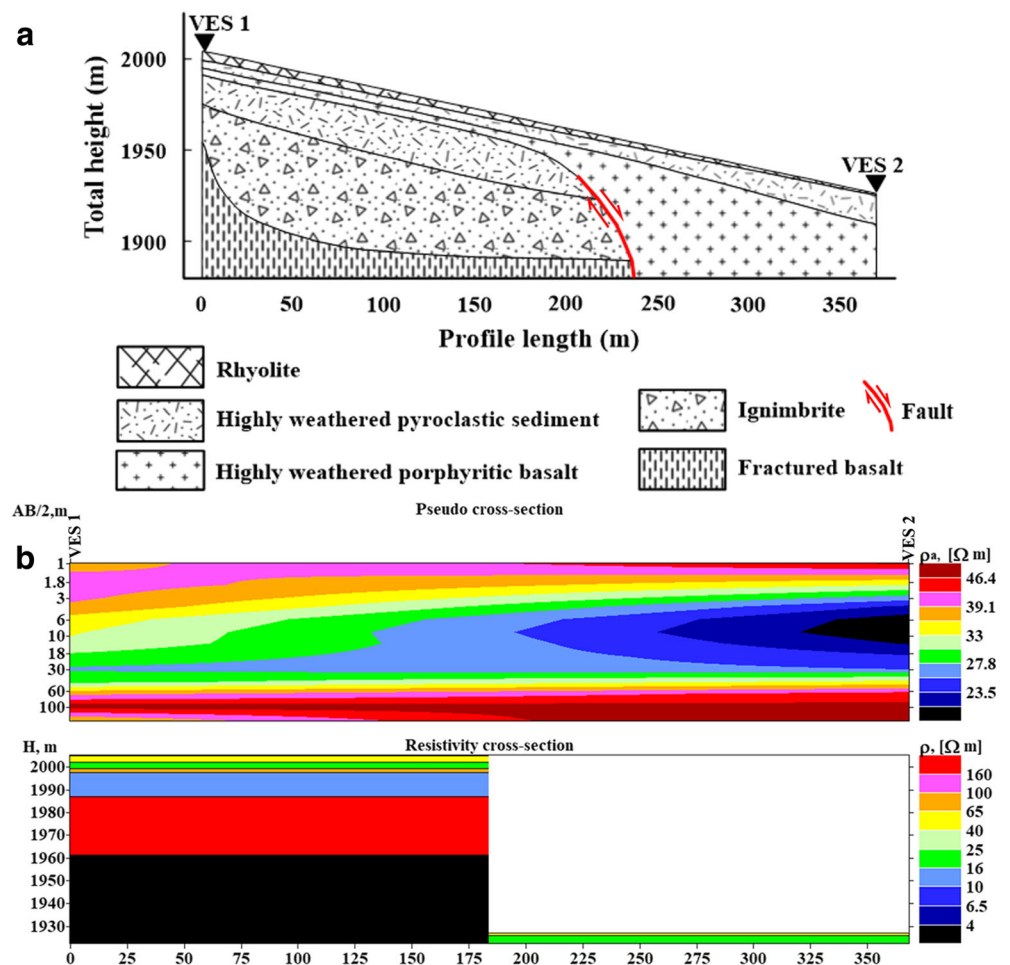 a
VES 1
2000
1950
1900
Total height (m)
VES 2
0 50 100 150 200 250 300 350
Profile length (m)
Rhyolite
Highly weathered pyroclastic sediment
Highly weathered porphyritic basalt
Ignimbrite
Fault
Fractured basalt
b
AB/2,m
Pseudo cross-section
VES 1
VES 2
1
1.8
3
6
10
18
30
60
100
ρa, [Ω m]
46.4
39.1
33
27.8
23.5
H, m
Resistivity cross-section
2000
1990
1980
1970
1960
1950
1940
1930
0 25 50 75 100 125 150 175 200 225 250 275 300 325 350
ρ, [Ω m]
160
100
65
40
25
16
10
6.5
4